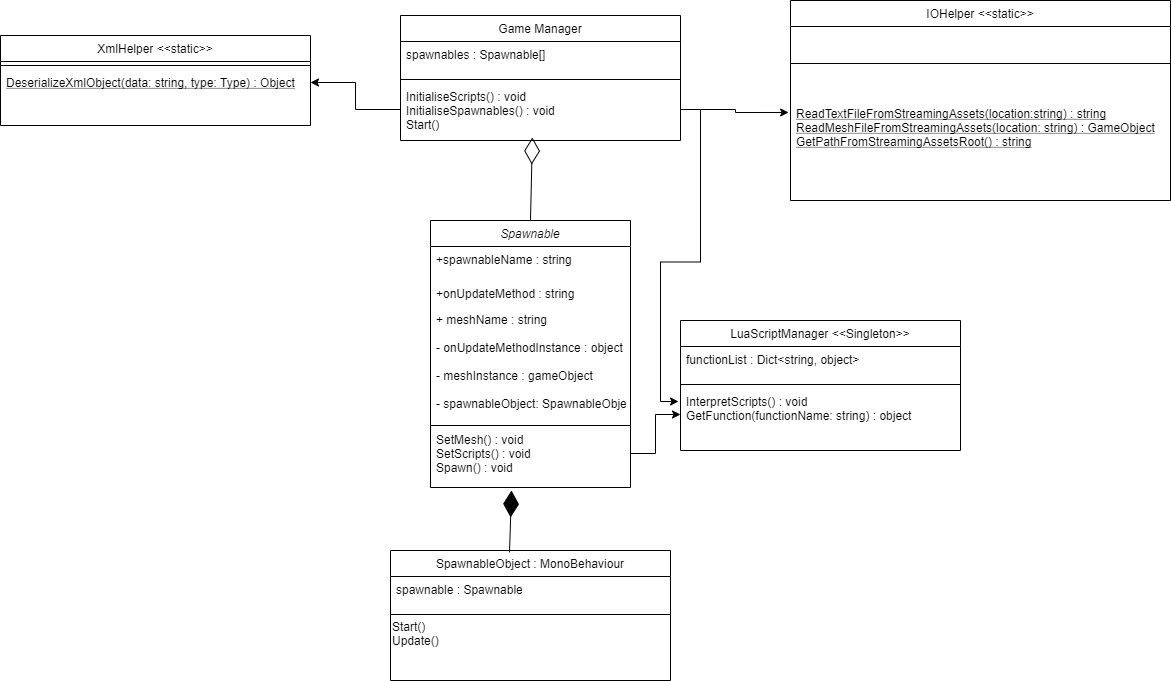 XmlHelper <<static>>
DeserializeXmlObject(data: string, type: Type) : Object
Game Manager
spawnables : Spawnable[]
InitialiseScripts() : void
InitialiseSpawnables() : void
Start()
IOHelper <<static>>
ReadTextFileFromStreamingAssets(location:string) : string
ReadMeshFileFromStreamingAssets(location: string) : GameObject
GetPathFromStreamingAssetsRoot() : string
Spawnable
+spawnableName : string
+onUpdateMethod : string
+ meshName : string
- onUpdateMethodInstance : object
- meshInstance : gameObject
- spawnableObject: SpawnableObje
SetMesh() : void
SetScripts() : void
Spawn() : void
LuaScriptManager <<Singleton>>
functionList : Dict<string, object>
InterpretScripts() : void
GetFunction(functionName: string) : object
SpawnableObject : MonoBehaviour
spawnable : Spawnable
Start()
Update()